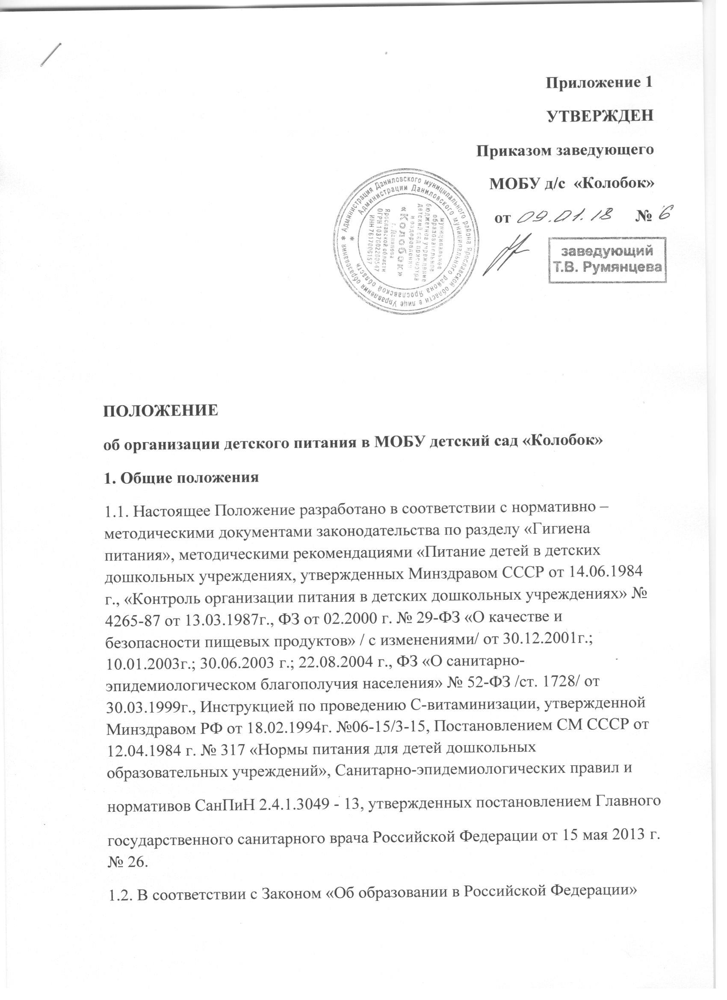 Приложение 1
УТВЕРЖДЕН
Приказом заведующего
МОБУ д/с «Колобок»
от 09.01.18 № 6
заведующий
Т.В. Румянцева
Администрация Даниловского муниципального района Ярославской области в лице Управления образования
Администрации Даниловского муниципального района Ярославской области
муниципальное
образовательное
бюджетное учреждение
детский сад присмотра
и оздоровления
«Колобок»
г. Данилова
Ярославской области
ОГРН 1037602200547
ИНН 7617006157
ПОЛОЖЕНИЕ
об организации детского питания в МОБУ детский сад «Колобок»
1. Общие положения
1.1. Настоящее Положение разработано в соответствии с нормативно –
методическими документами законодательства по разделу «Гигиена
питания», методическими рекомендациями «Питание детей в детских
дошкольных учреждениях, утвержденных Минздравом СССР от 14.06.1984
г., «Контроль организации питания в детских дошкольных учреждениях» №
4265-87 от 13.03.1987г., ФЗ от 02.2000 г. № 29-ФЗ «О качестве и
безопасности пищевых продуктов» / с изменениями/ от 30.12.2001г.;
10.01.2003г.; 30.06.2003 г.; 22.08.2004 г., ФЗ «О санитарно-
эпидемиологическом благополучия населения» № 52-ФЗ /ст. 1728/ от
30.03.1999г., Инструкцией по проведению С-витаминизации, утвержденной
Минздравом РФ от 18.02.1994г. №06-15/3-15, Постановлением СМ СССР от
12.04.1984 г. № 317 «Нормы питания для детей дошкольных
образовательных учреждений», Санитарно-эпидемиологических правил и
нормативов СанПиН 2.4.1.3049 - 13, утвержденных постановлением Главного
государственного санитарного врача Российской Федерации от 15 мая 2013 г.
№ 26.
1.2. В соответствии с Законом «Об образовании в Российской Федерации»